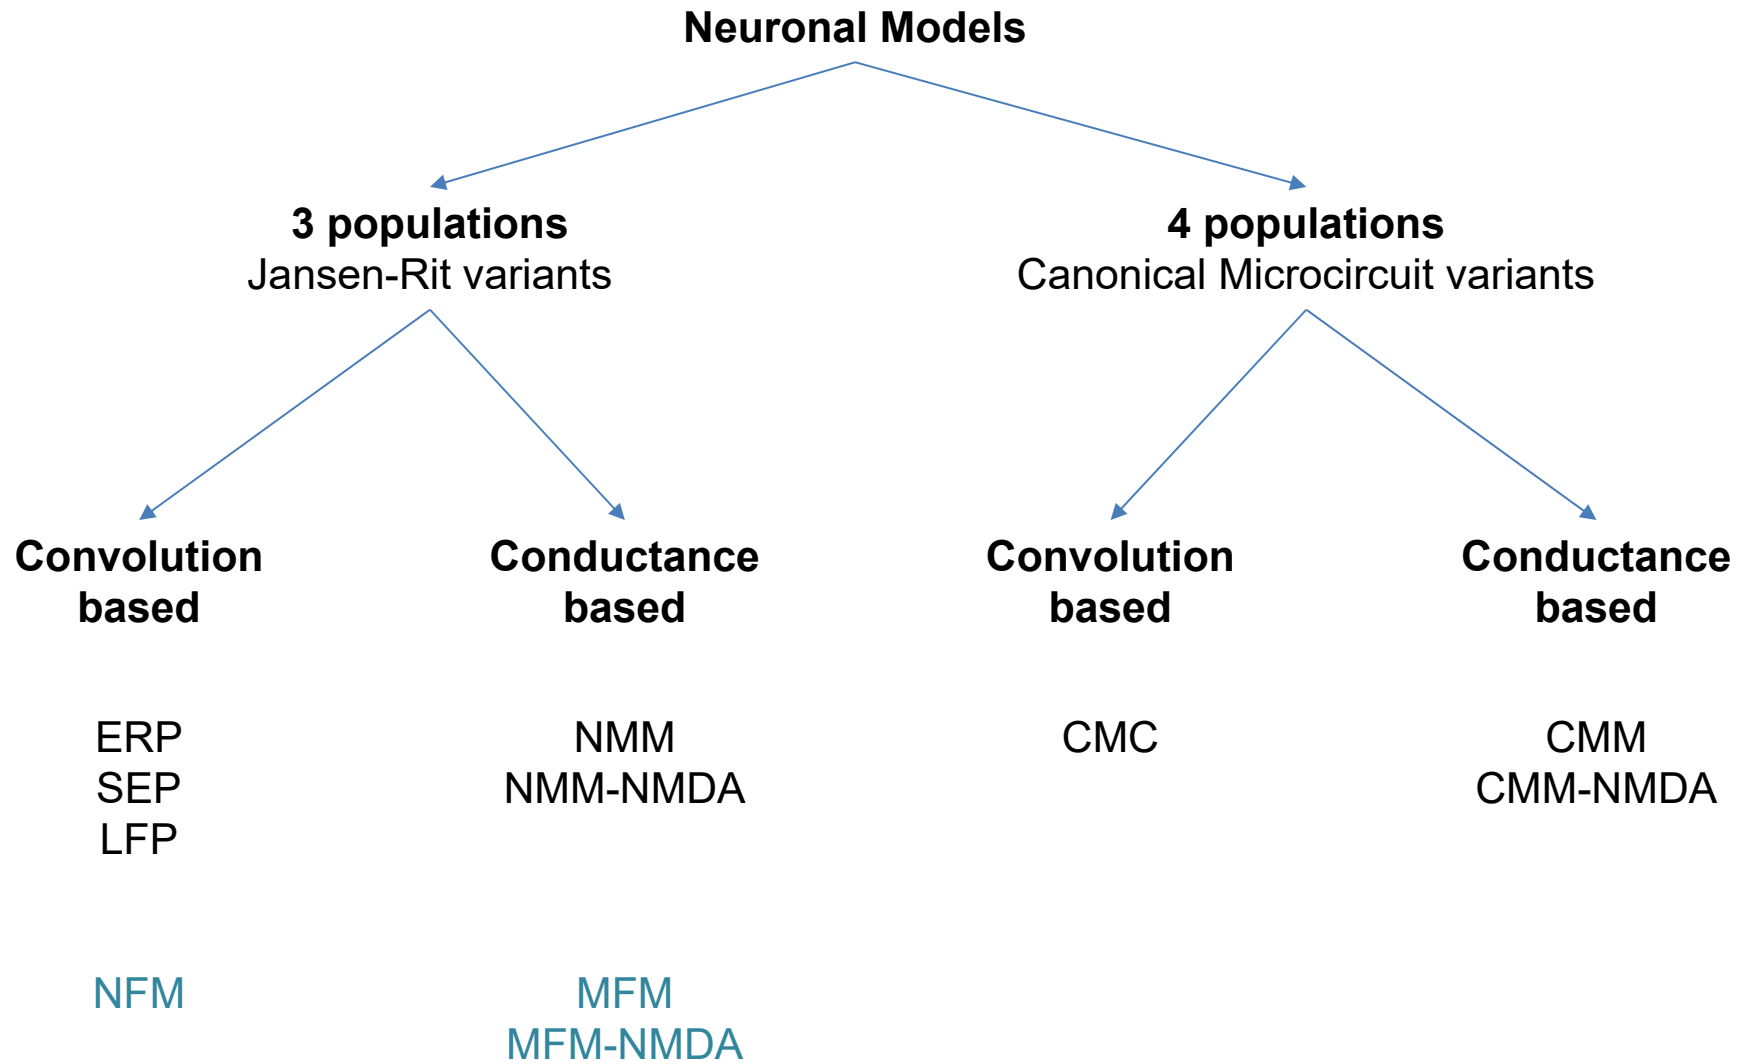 Neuronal Models
3 populations
Jansen-Rit variants
4 populations
Canonical Microcircuit variants
Convolution
based
Conductance
based
Convolution
based
Conductance
based
ERP
SEP
LFP
NMM
NMM-NMDA
CMC
CMM
CMM-NMDA
NFM
MFM
MFM-NMDA